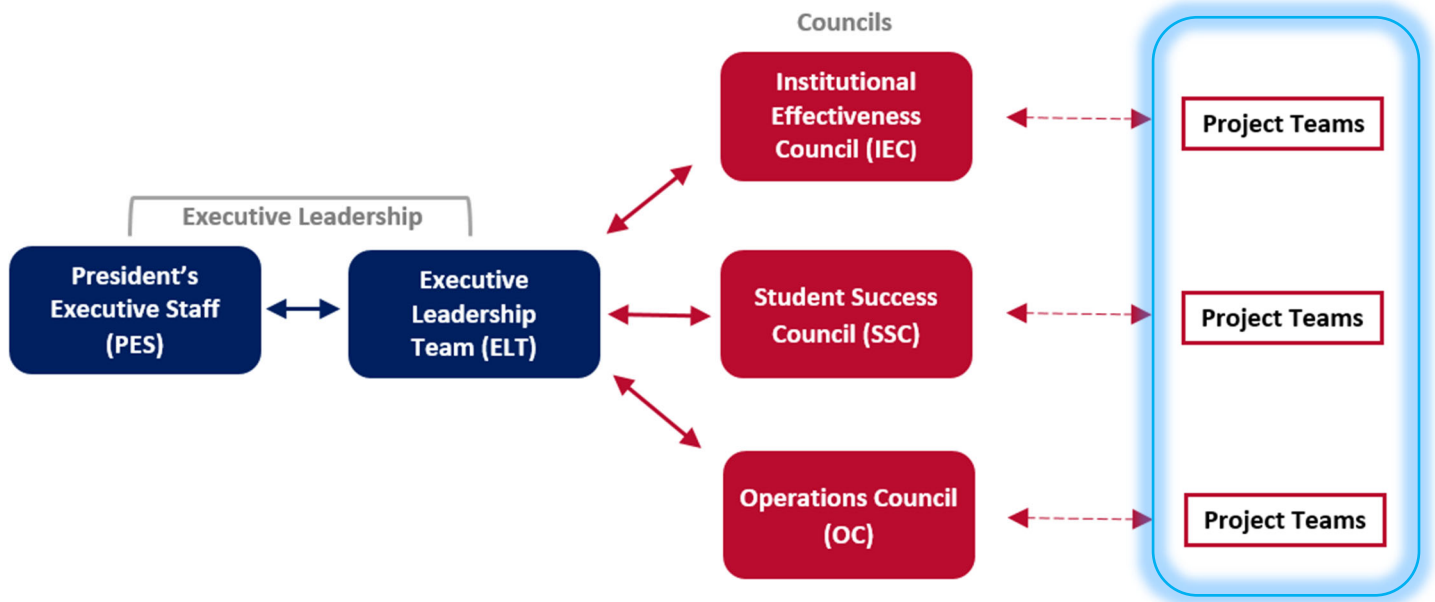 Councils
Institutional
Effectiveness
Council (IEC)
Project Teams
Executive Leadership
President’s
Executive Staff
(PES)
Executive
Leadership
Team (ELT)
Student Success
Council (SSC)
Project Teams
Operations Council
(OC)
Project Teams